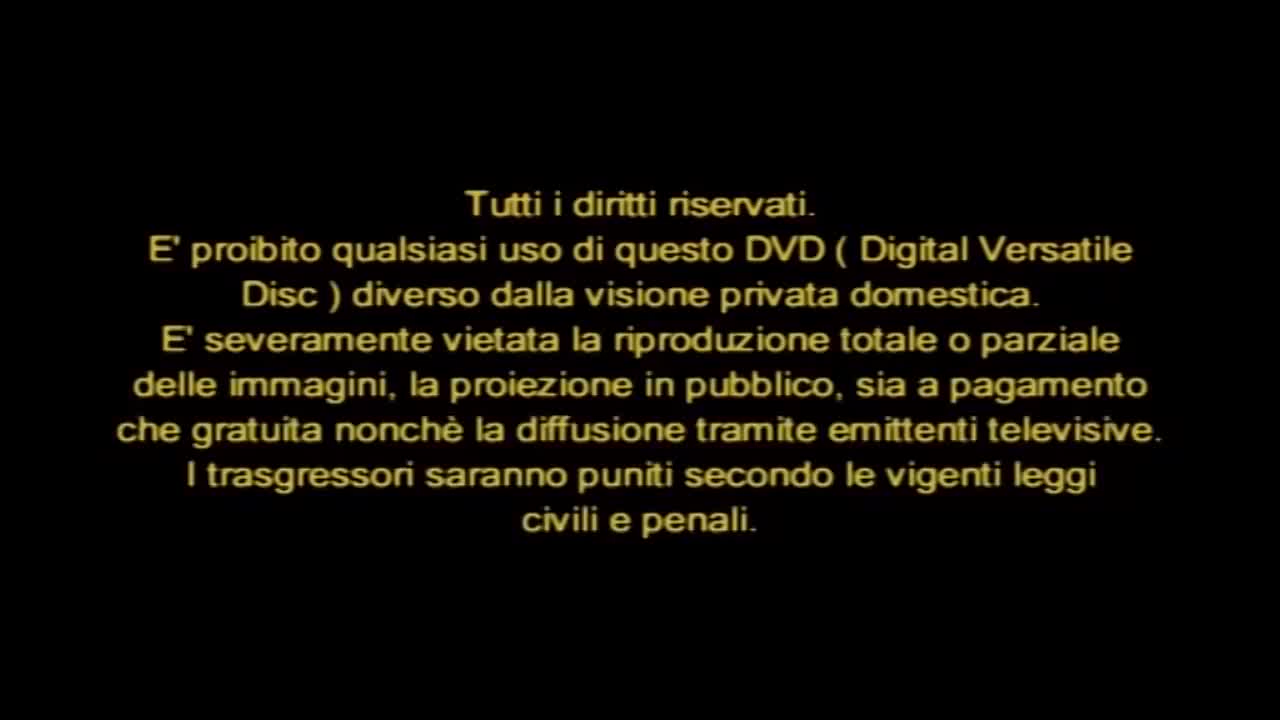 Tutti i diritti riservati.
E' proibito qualsiasi uso di questo DVD ( Digital Versatile
Disc ) diverso dalla visione privata domestica.
E' severamente vietata la riproduzione totale o parziale
delle immagini, la proiezione in pubblico, sia a pagamento
che gratuita nonchè la diffusione tramite emittenti televisive.
I trasgressori saranno puniti secondo le vigenti leggi
civili e penali.